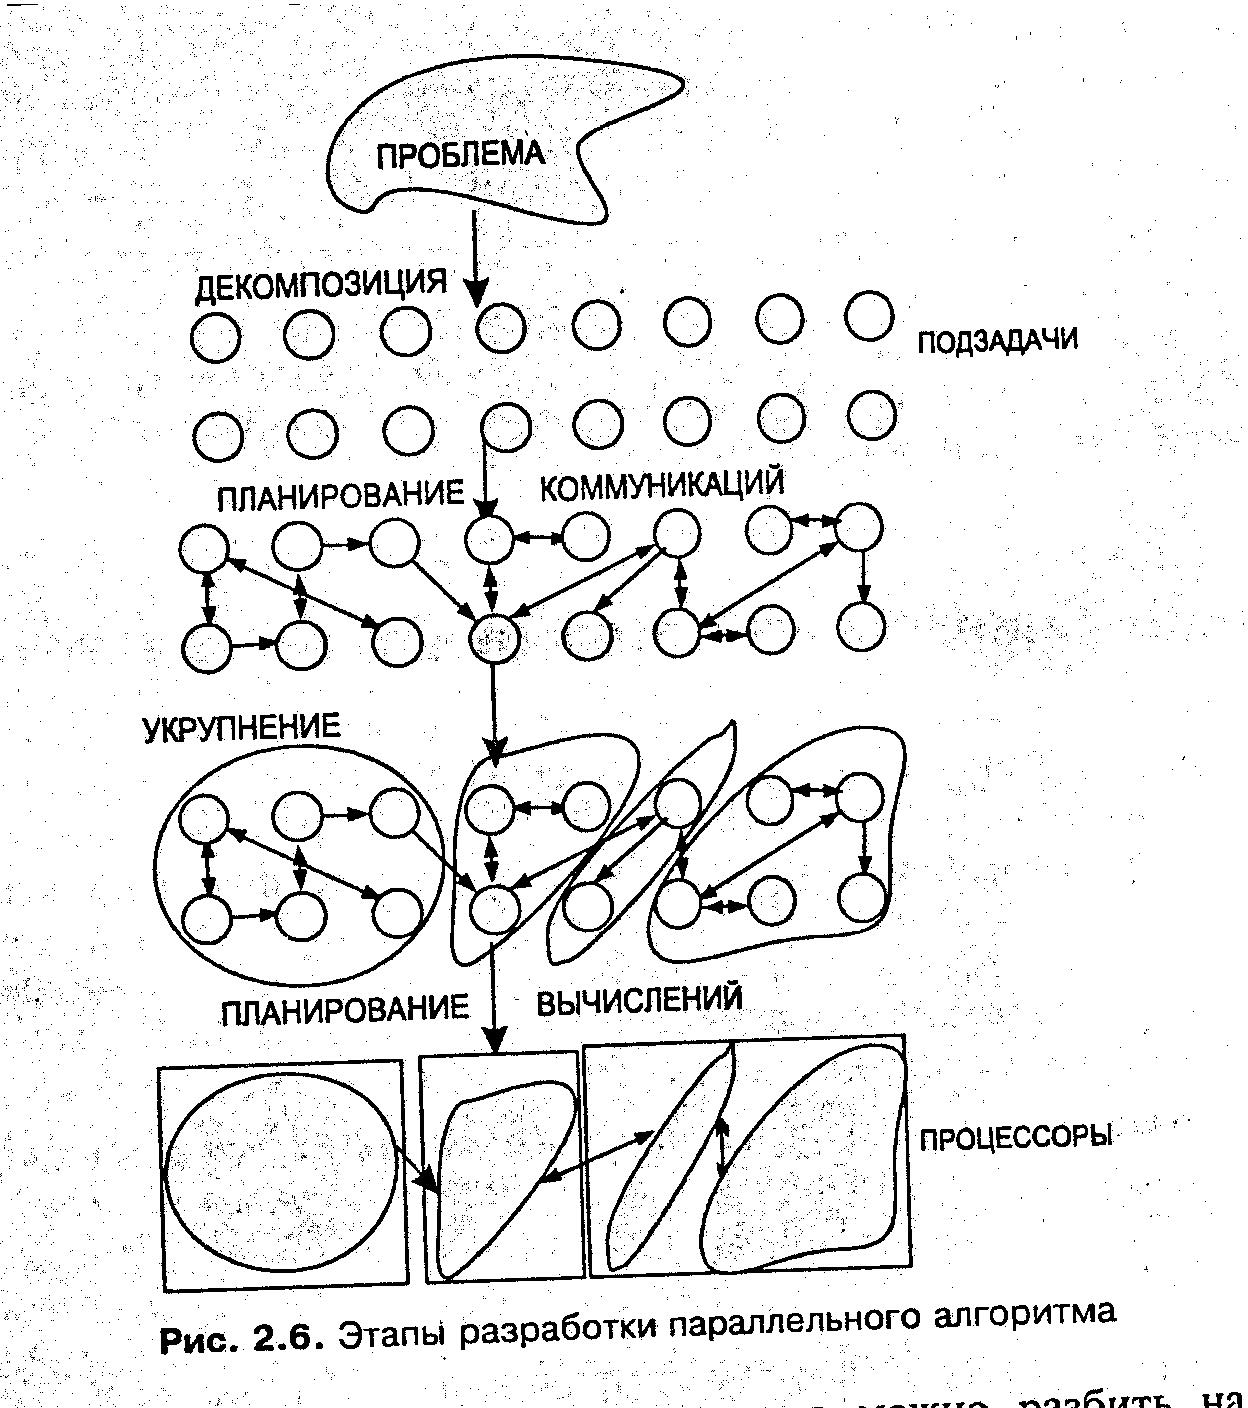 ПРОБЛЕМА
ДЕКОМПОЗИЦИЯ
ПОДЗАДАЧИ
ПЛАНИРОВАНИЕ КОММУНИКАЦИЙ
УКРУПНЕНИЕ
ПЛАНИРОВАНИЕ ВЫЧИСЛЕНИЙ
ПРОЦЕССОРЫ
Рис. 2.6. Этапы разработки параллельного алгоритма
можно разбить на